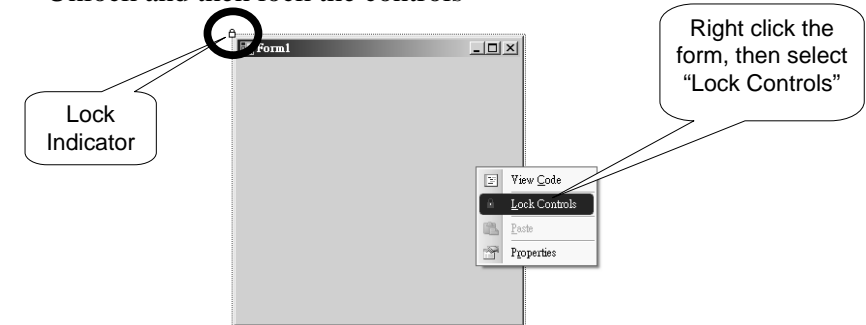 Unlock and then lock the controls
Form1
Right click the
form, then select
“Lock Controls”
Lock
Indicator
View Code
Lock Controls
Paste
Properties